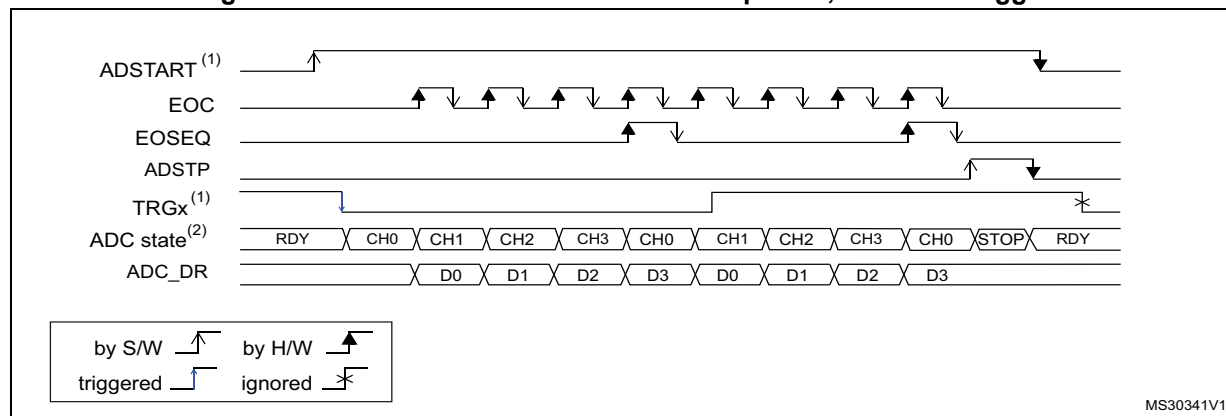 ADSTART (1)
EOC
EOSEQ
ADSTP
TRGx (1)
ADC state (2) RDY CH0 CH1 CH2 CH3 CH0 CH1 CH2 CH3 CH0 STOP RDY
ADC_DR D0 D1 D2 D3 D0 D1 D2 D3
by S/W by H/W
triggered ignored
MS30341V1